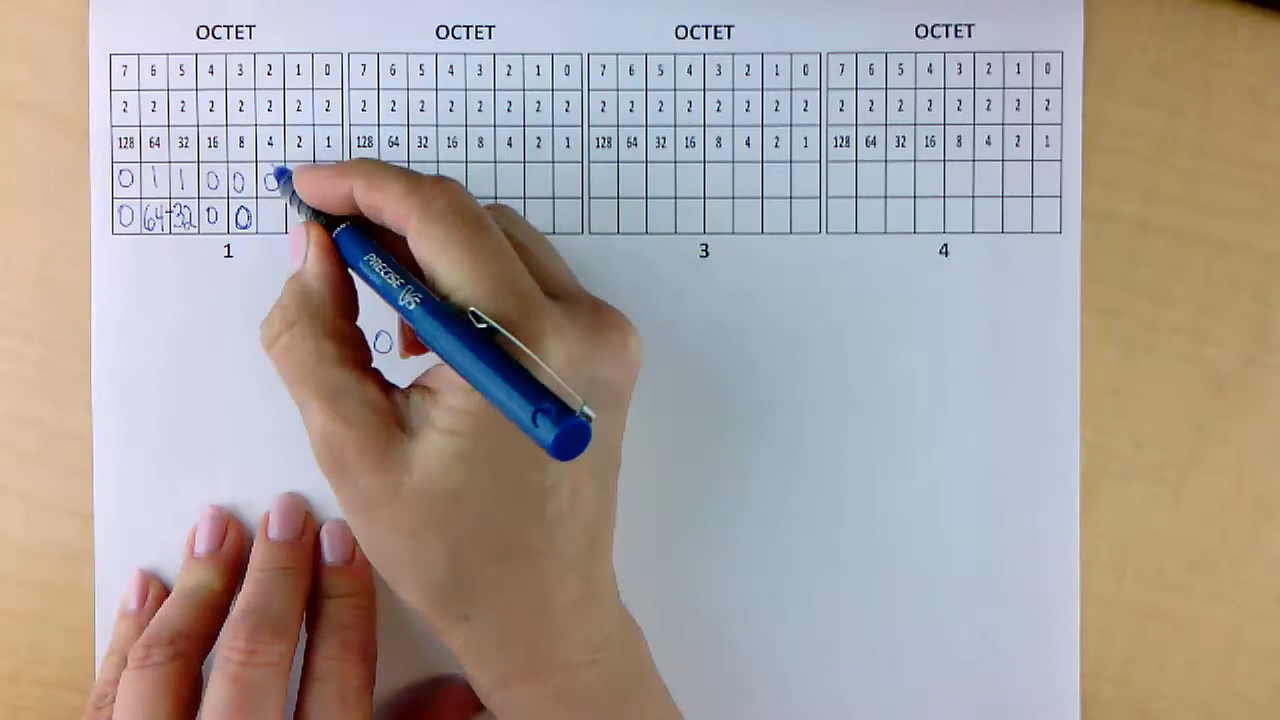 OCTET OCTET OCTET OCTET
7 6 5 4 3 2 1 0 7 6 5 4 3 2 1 0 7 6 5 4 3 2 1 0 7 6 5 4 3 2 1 0
2 2 2 2 2 2 2 2 2 2 2 2 2 2 2 2 2 2 2 2 2 2 2 2 2 2 2 2 2 2 2 2
128 64 32 16 8 4 2 1 128 64 32 16 8 4 2 1 128 64 32 16 8 4 2 1 128 64 32 16 8 4 2 1
0 1 1 0 0 0
0 64+32 0 0
1 3 4
PRECISE V5
0